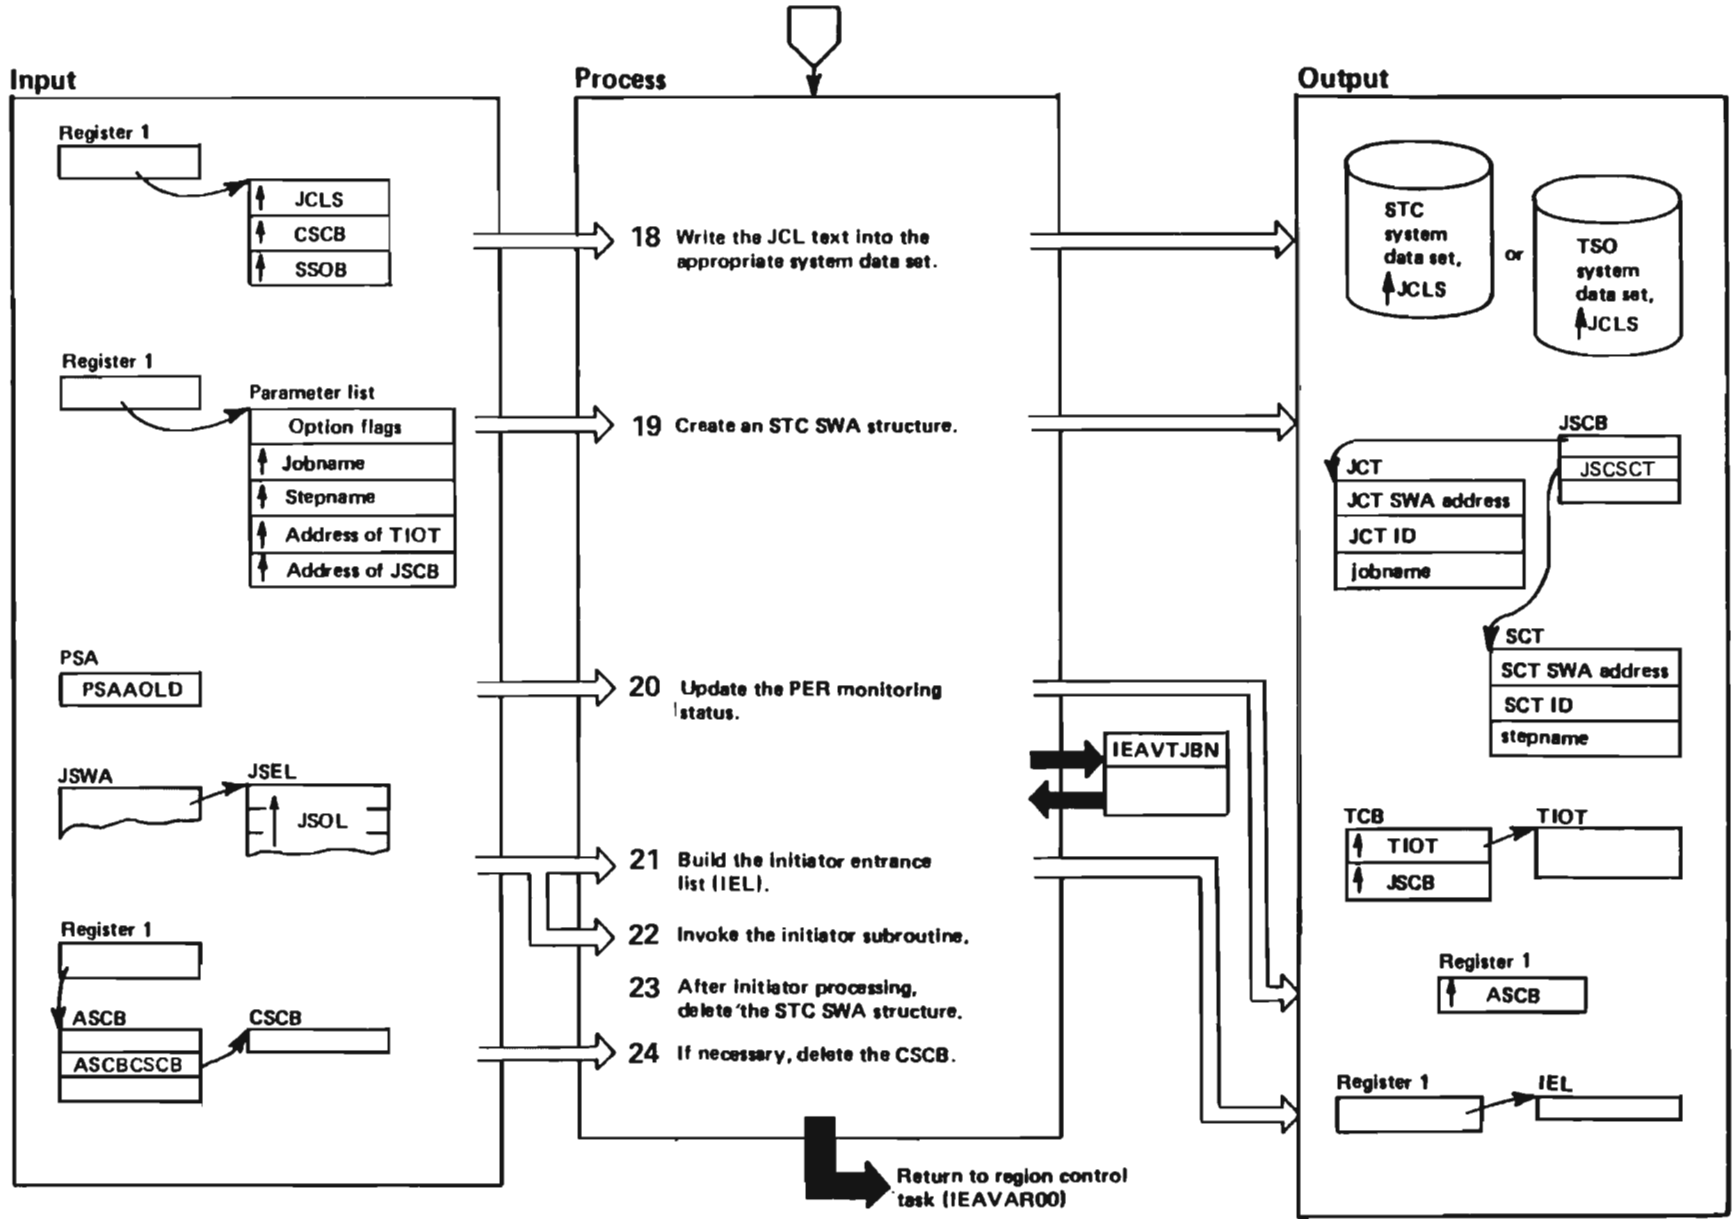 Input
Process
Output
Register 1
JCLS
CSCB
SSOB
18 Write the JCL text into the
appropriate system data set.
STC
system
data set,
JCLS
or
TSO
system
data set,
JCLS
Register 1
Parameter list
Option flags
Jobname
Stepname
Address of TIOT
Address of JSCB
19 Create an STC SWA structure.
JSCB
JSCSCT
JCT
JCT SWA address
JCT ID
jobname
SCT
SCT SWA address
SCT ID
stepname
PSA
PSAAOLD
20 Update the PER monitoring
status.
IEAVTJBN
JSWA
JSEL
JSOL
TCB
TIOT
JSCB
TIOT
21 Build the initiator entrance
list (IEL).
22 Invoke the initiator subroutine.
Register 1
ASCB
ASCBCSCB
CSCB
23 After initiator processing,
delete the STC SWA structure.
24 If necessary, delete the CSCB.
Register 1
ASCB
Register 1
IEL
Return to region control
task (IEAVAR00)